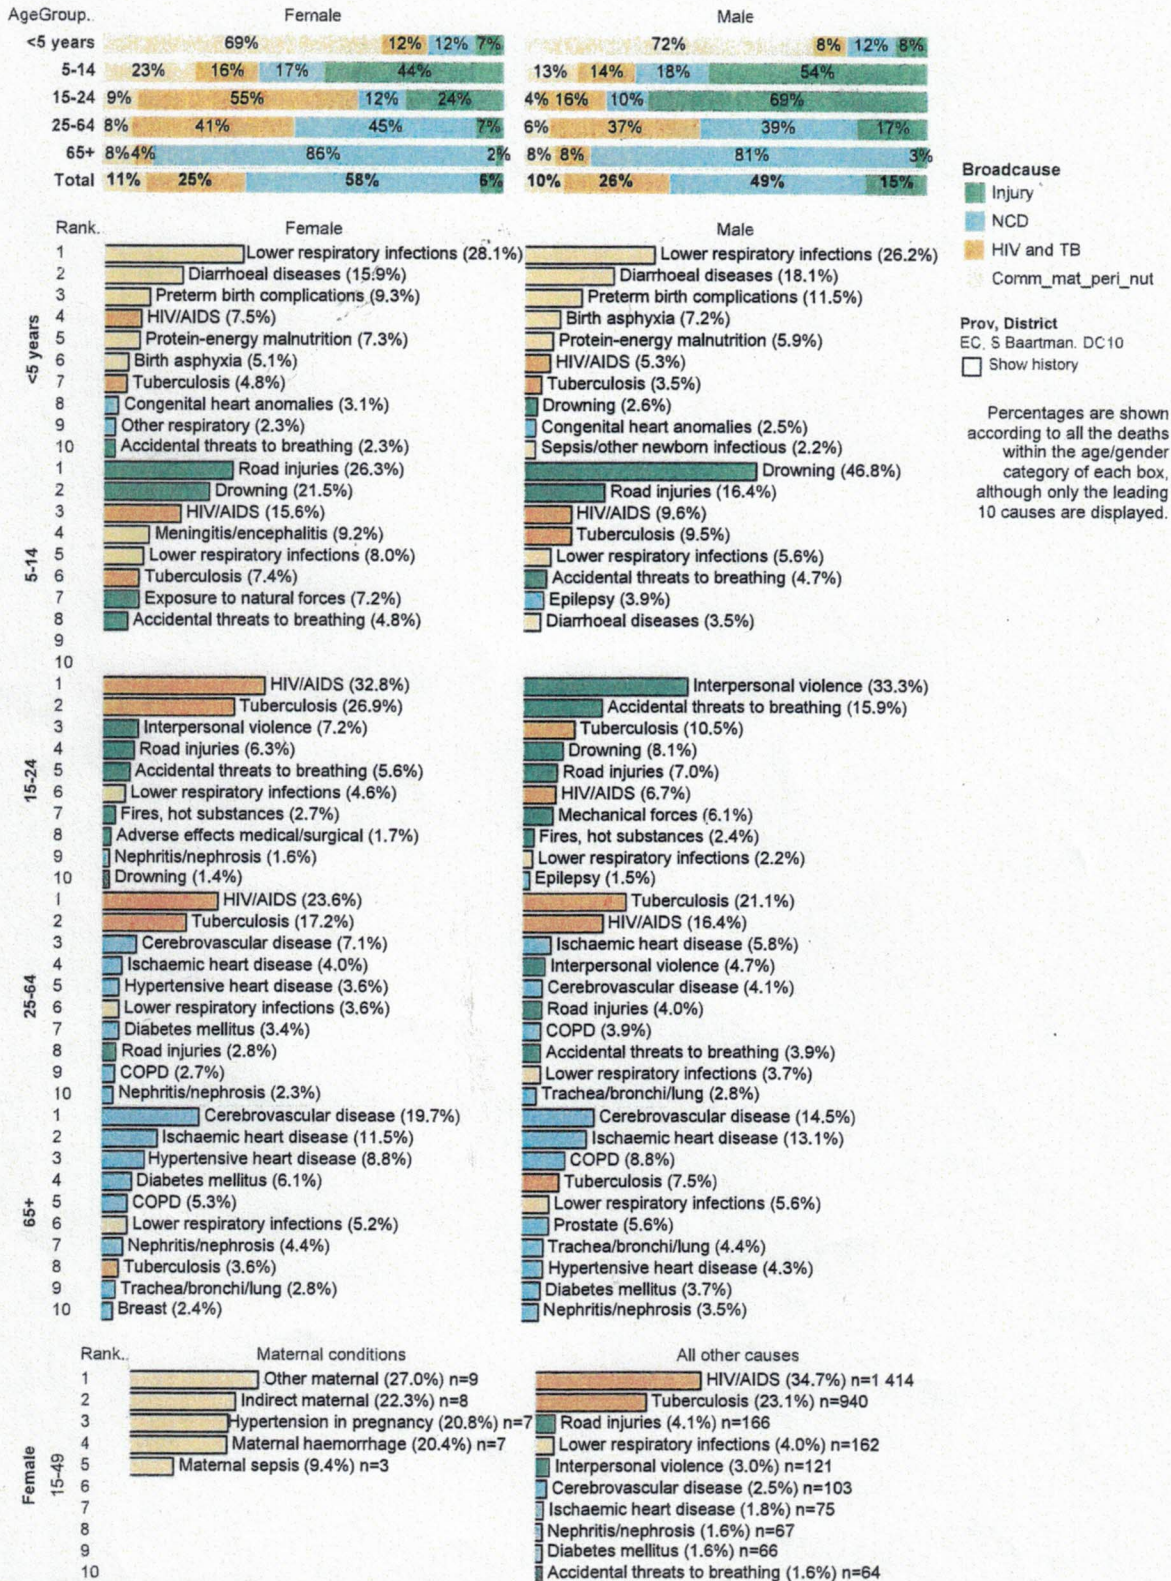 AgeGroup.. Female Male
<5 years 69% 12% 12% 7% 72% 8% 12% 8%
5-14 23% 16% 17% 44% 13% 14% 18% 54%
15-24 9% 55% 12% 24% 4% 16% 10% 69%
25-64 8% 41% 45% 7% 6% 37% 39% 17%
65+ 8% 4% 86% 2% 8% 8% 81% 3%
Total 11% 25% 58% 6% 10% 26% 49% 15%
Broadcause
Injury
NCD
HIV and TB
Comm_mat_peri_nut
Prov, District
EC, S Baartman. DC10
Show history
Percentages are shown
according to all the deaths
within the age/gender
category of each box,
although only the leading
10 causes are displayed.
Rank.. Female Male
<5 years
1 Lower respiratory infections (28.1%) Lower respiratory infections (26.2%)
2 Diarrhoeal diseases (15.9%) Diarrhoeal diseases (18.1%)
3 Preterm birth complications (9.3%) Preterm birth complications (11.5%)
4 HIV/AIDS (7.5%) Birth asphyxia (7.2%)
5 Protein-energy malnutrition (7.3%) Protein-energy malnutrition (5.9%)
6 Birth asphyxia (5.1%) HIV/AIDS (5.3%)
7 Tuberculosis (4.8%) Tuberculosis (3.5%)
8 Congenital heart anomalies (3.1%) Drowning (2.6%)
9 Other respiratory (2.3%) Congenital heart anomalies (2.5%)
10 Accidental threats to breathing (2.3%) Sepsis/other newborn infectious (2.2%)
5-14
1 Road injuries (26.3%) Drowning (46.8%)
2 Drowning (21.5%) Road injuries (16.4%)
3 HIV/AIDS (15.6%) HIV/AIDS (9.6%)
4 Meningitis/encephalitis (9.2%) Tuberculosis (9.5%)
5 Lower respiratory infections (8.0%) Lower respiratory infections (5.6%)
6 Tuberculosis (7.4%) Accidental threats to breathing (4.7%)
7 Exposure to natural forces (7.2%) Epilepsy (3.9%)
8 Accidental threats to breathing (4.8%) Diarrhoeal diseases (3.5%)
9
10
15-24
1 HIV/AIDS (32.8%) Interpersonal violence (33.3%)
2 Tuberculosis (26.9%) Accidental threats to breathing (15.9%)
3 Interpersonal violence (7.2%) Tuberculosis (10.5%)
4 Road injuries (6.3%) Drowning (8.1%)
5 Accidental threats to breathing (5.6%) Road injuries (7.0%)
6 Lower respiratory infections (4.6%) HIV/AIDS (6.7%)
7 Fires, hot substances (2.7%) Mechanical forces (6.1%)
8 Adverse effects medical/surgical (1.7%) Fires, hot substances (2.4%)
9 Nephritis/nephrosis (1.6%) Lower respiratory infections (2.2%)
10 Drowning (1.4%) Epilepsy (1.5%)
25-64
1 HIV/AIDS (23.6%) Tuberculosis (21.1%)
2 Tuberculosis (17.2%) HIV/AIDS (16.4%)
3 Cerebrovascular disease (7.1%) Ischaemic heart disease (5.8%)
4 Ischaemic heart disease (4.0%) Interpersonal violence (4.7%)
5 Hypertensive heart disease (3.6%) Cerebrovascular disease (4.1%)
6 Lower respiratory infections (3.6%) Road injuries (4.0%)
7 Diabetes mellitus (3.4%) COPD (3.9%)
8 Road injuries (2.8%) Accidental threats to breathing (3.9%)
9 COPD (2.7%) Lower respiratory infections (3.7%)
10 Nephritis/nephrosis (2.3%) Trachea/bronchi/lung (2.8%)
65+
1 Cerebrovascular disease (19.7%) Cerebrovascular disease (14.5%)
2 Ischaemic heart disease (11.5%) Ischaemic heart disease (13.1%)
3 Hypertensive heart disease (8.8%) COPD (8.8%)
4 Diabetes mellitus (6.1%) Tuberculosis (7.5%)
5 COPD (5.3%) Lower respiratory infections (5.6%)
6 Lower respiratory infections (5.2%) Prostate (5.6%)
7 Nephritis/nephrosis (4.4%) Trachea/bronchi/lung (4.4%)
8 Tuberculosis (3.6%) Hypertensive heart disease (4.3%)
9 Trachea/bronchi/lung (2.8%) Diabetes mellitus (3.7%)
10 Breast (2.4%) Nephritis/nephrosis (3.5%)
Rank.. Maternal conditions All other causes
Female
15-49
1 Other maternal (27.0%) n=9 HIV/AIDS (34.7%) n=1 414
2 Indirect maternal (22.3%) n=8 Tuberculosis (23.1%) n=940
3 Hypertension in pregnancy (20.8%) n=7 Road injuries (4.1%) n=166
4 Maternal haemorrhage (20.4%) n=7 Lower respiratory infections (4.0%) n=162
5 Maternal sepsis (9.4%) n=3 Interpersonal violence (3.0%) n=121
6 Cerebrovascular disease (2.5%) n=103
7 Ischaemic heart disease (1.8%) n=75
8 Nephritis/nephrosis (1.6%) n=67
9 Diabetes mellitus (1.6%) n=66
10 Accidental threats to breathing (1.6%) n=64